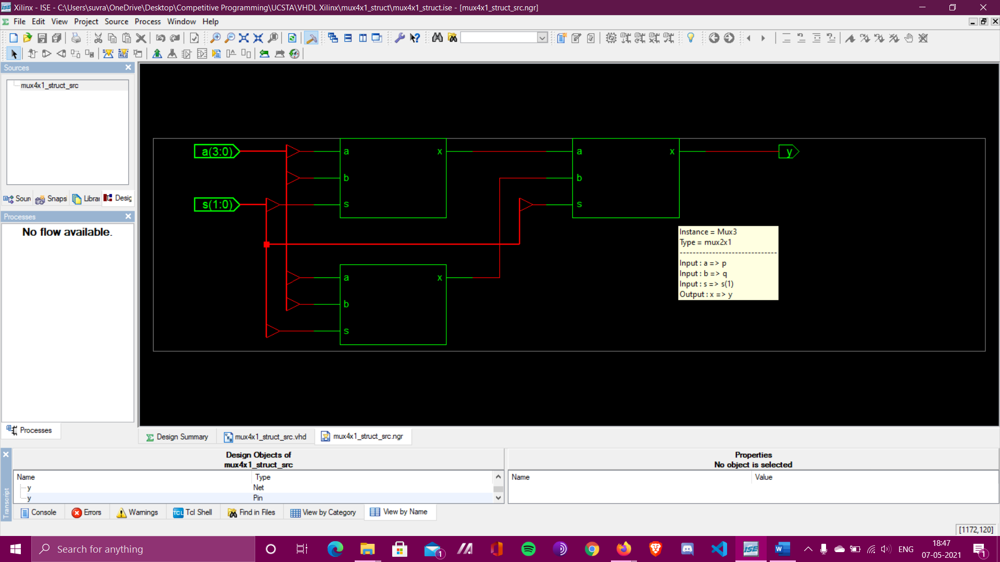 Xilinx - ISE - C:\Users\suvra\OneDrive\Desktop\Competitive Programming\UCSTA\VHDL Xilinx\mux4x1_struct\mux4x1_struct.ise - [mux4x1_struct_src.ngr]
File Edit View Project Source Process Window Help
Sources
mux4x1_struct_src
Soun Snaps Librai Desig
Processes
No flow available.
Processes
a(3:0)
a x
a x
y
b
b
s(1:0)
s
s
a x
b
s
Instance = Mux3
Type = mux2x1
------------------------------
Input : a => p
Input : b => q
Input : s => s(1)
Output : x => y
Design Summary mux4x1_struct_src.vhd mux4x1_struct_src.ngr
Transcript
Design Objects of
mux4x1_struct_src
Name Type
y Net
y Pin
Properties
No object is selected
Name Value
Console Errors Warnings TCL Tcl Shell Find in Files View by Category View by Name
[1172,120]
Search for anything
1
ISE
ENG
18:47
07-05-2021
1